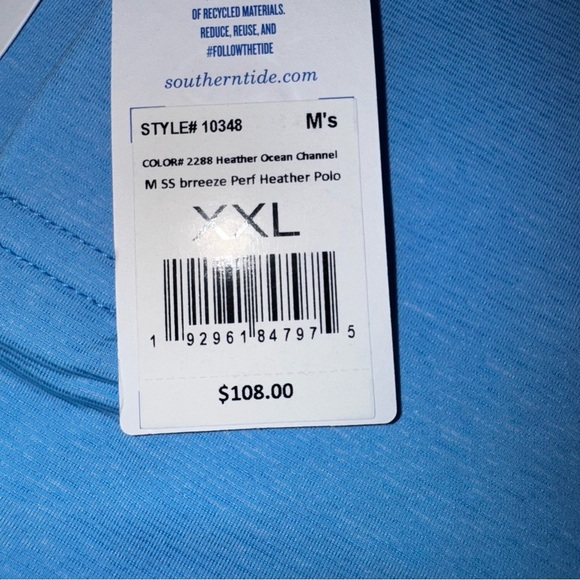 OF RECYCLED MATERIALS.
REDUCE, REUSE, AND
#FOLLOWTHETIDE
southerntide.com
STYLE# 10348 M's
COLOR# 2288 Heather Ocean Channel
M SS brreeze Perf Heather Polo
XXL
1 92961 84797 5
$108.00